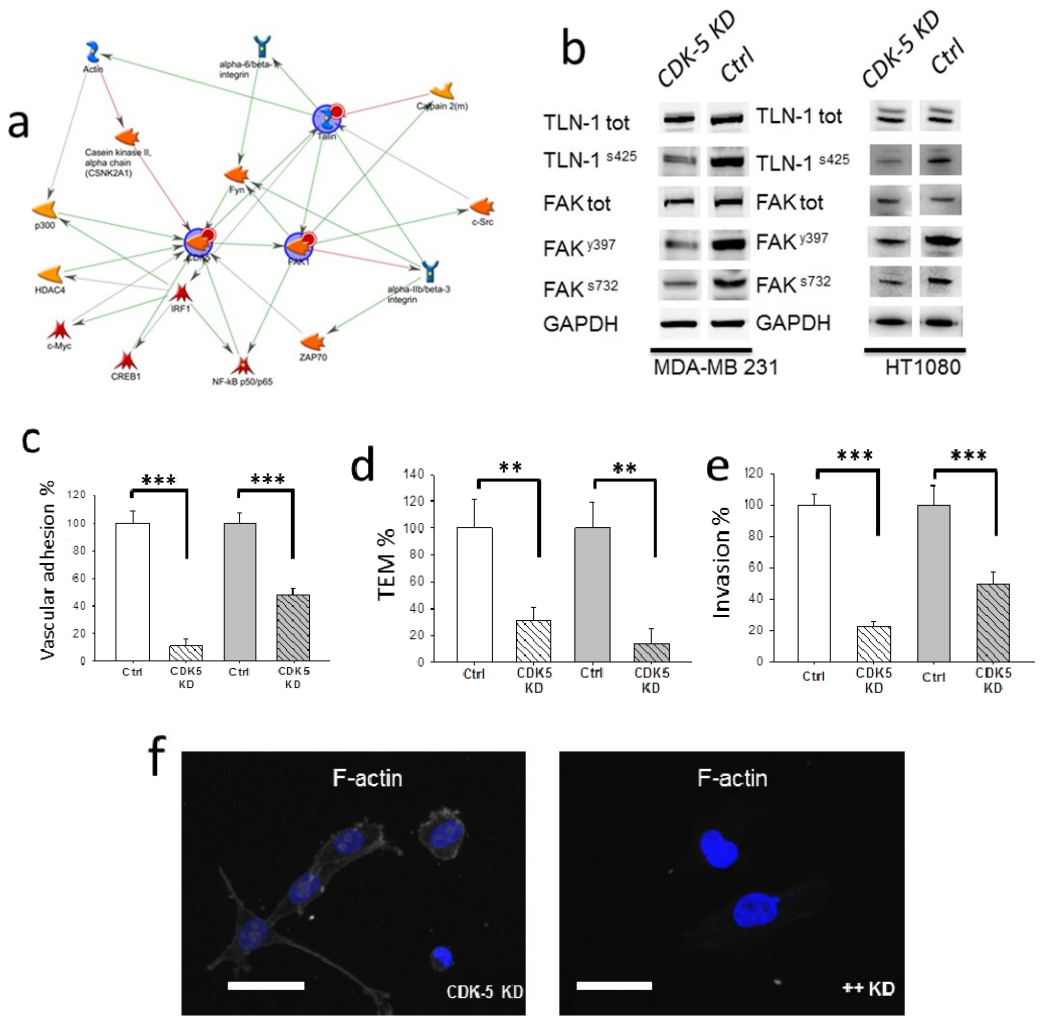 a
Actin
alpha-6/beta-
integrin
Calpain 2(m)
Talin
Casein kinase II,
alpha chain
(CSNK2A1)
Fyn
p300
c-Src
FAK1
HDAC4
IRF1
alpha-IIb/beta-3
integrin
c-Myc
ZAP70
CREB1
NF-kB p50/p65
b
CDK-5 KD Ctrl CDK-5 KD Ctrl
TLN-1 tot TLN-1 tot
TLN-1 s425 TLN-1 s425
FAK tot FAK tot
FAK y397 FAK y397
FAK s732 FAK s732
GAPDH GAPDH
MDA-MB 231 HT1080
c
Vascular adhesion %
*** ***
120
100
80
60
40
20
0
Ctrl CDK5 KD Ctrl CDK5 KD
d
TEM %
** **
140
120
100
80
60
40
20
0
Ctrl CDK5 KD Ctrl CDK5 KD
e
Invasion %
*** ***
120
100
80
60
40
20
0
Ctrl CDK5 KD Ctrl CDK5 KD
f
F-actin F-actin
CDK-5 KD ++ KD